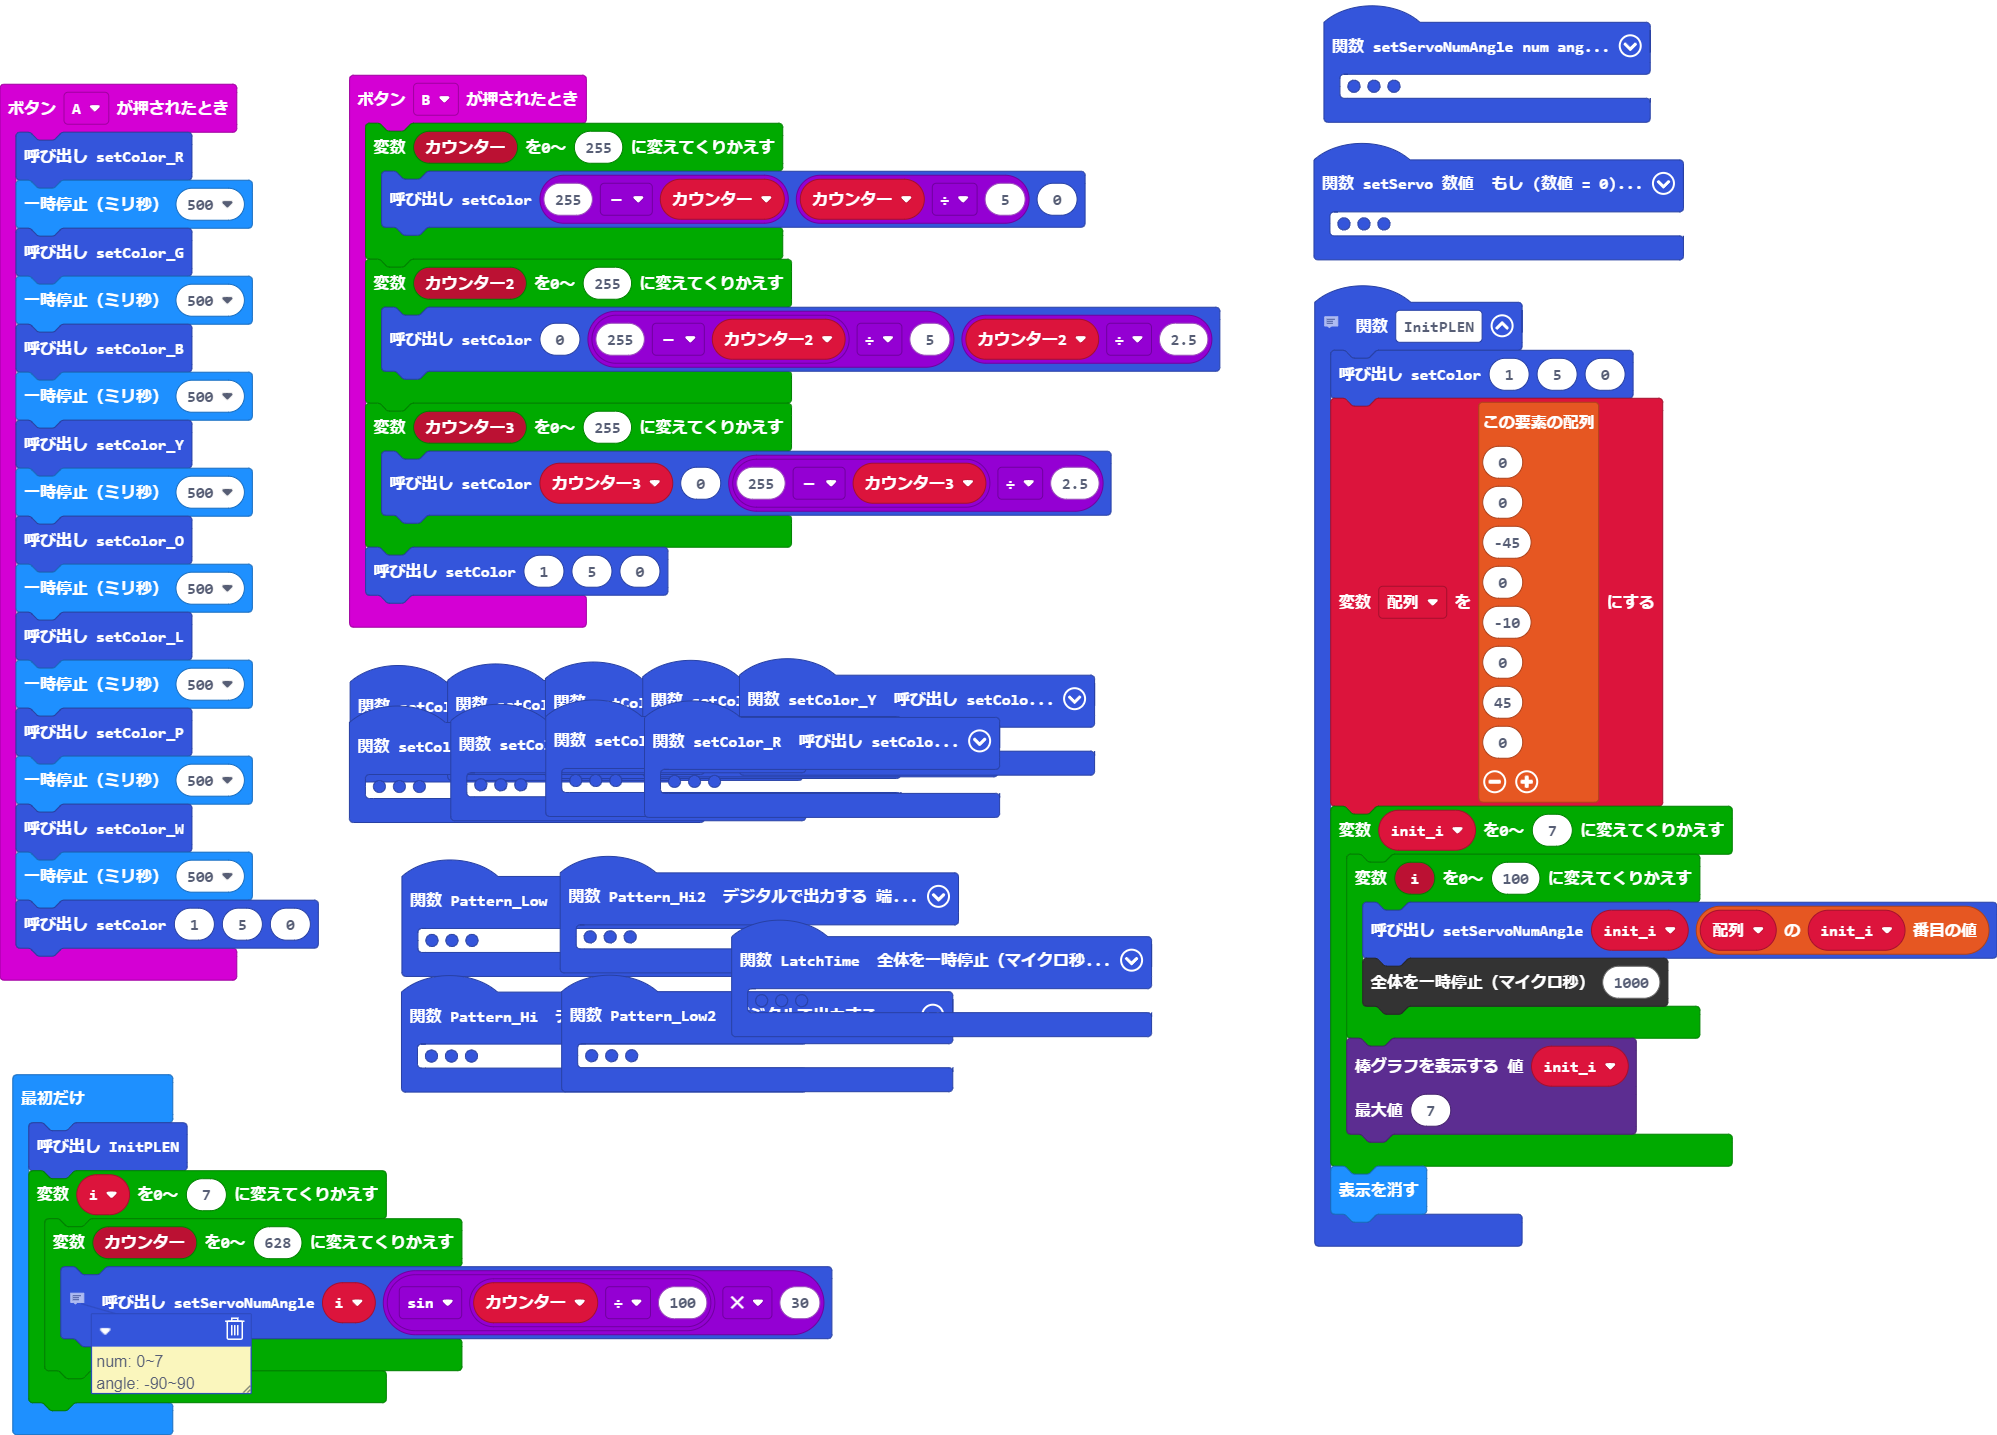 ボタン A が押されたとき
呼び出し setColor_R
一時停止（ミリ秒） 500
呼び出し setColor_G
一時停止（ミリ秒） 500
呼び出し setColor_B
一時停止（ミリ秒） 500
呼び出し setColor_Y
一時停止（ミリ秒） 500
呼び出し setColor_O
一時停止（ミリ秒） 500
呼び出し setColor_L
一時停止（ミリ秒） 500
呼び出し setColor_P
一時停止（ミリ秒） 500
呼び出し setColor_W
一時停止（ミリ秒） 500
呼び出し setColor 1 5 0
ボタン B が押されたとき
変数 カウンター を0～ 255 に変えてくりかえす
呼び出し setColor 255 － カウンター カウンター ÷ 5 0
変数 カウンター2 を0～ 255 に変えてくりかえす
呼び出し setColor 0 255 － カウンター2 ÷ 5 カウンター2 ÷ 2.5
変数 カウンター3 を0～ 255 に変えてくりかえす
呼び出し setColor カウンター3 0 255 － カウンター3 ÷ 2.5
呼び出し setColor 1 5 0
関数 setColor_Y 呼び出し setColo...
関数 setCol
関数 setCo
関数 setCol
関数 setColor_R 呼び出し setColo...
関数 Pattern_Low
関数 Pattern_Hi2 デジタルで出力する 端...
関数 LatchTime 全体を一時停止（マイクロ秒...
関数 Pattern_Hi
関数 Pattern_Low2
最初だけ
呼び出し InitPLEN
変数 i を0～ 7 に変えてくりかえす
変数 カウンター を0～ 628 に変えてくりかえす
呼び出し setServoNumAngle i sin カウンター ÷ 100 × 30
num: 0~7
angle: -90~90
関数 setServoNumAngle num ang...
関数 setServo 数値 もし (数値 = 0)...
関数 InitPLEN
呼び出し setColor 1 5 0
この要素の配列
0
0
-45
0
変数 配列 を にする
-10
0
45
0
変数 init_i を0～ 7 に変えてくりかえす
変数 i を0～ 100 に変えてくりかえす
呼び出し setServoNumAngle init_i 配列 の init_i 番目の値
全体を一時停止（マイクロ秒） 1000
棒グラフを表示する 値 init_i
最大値 7
表示を消す